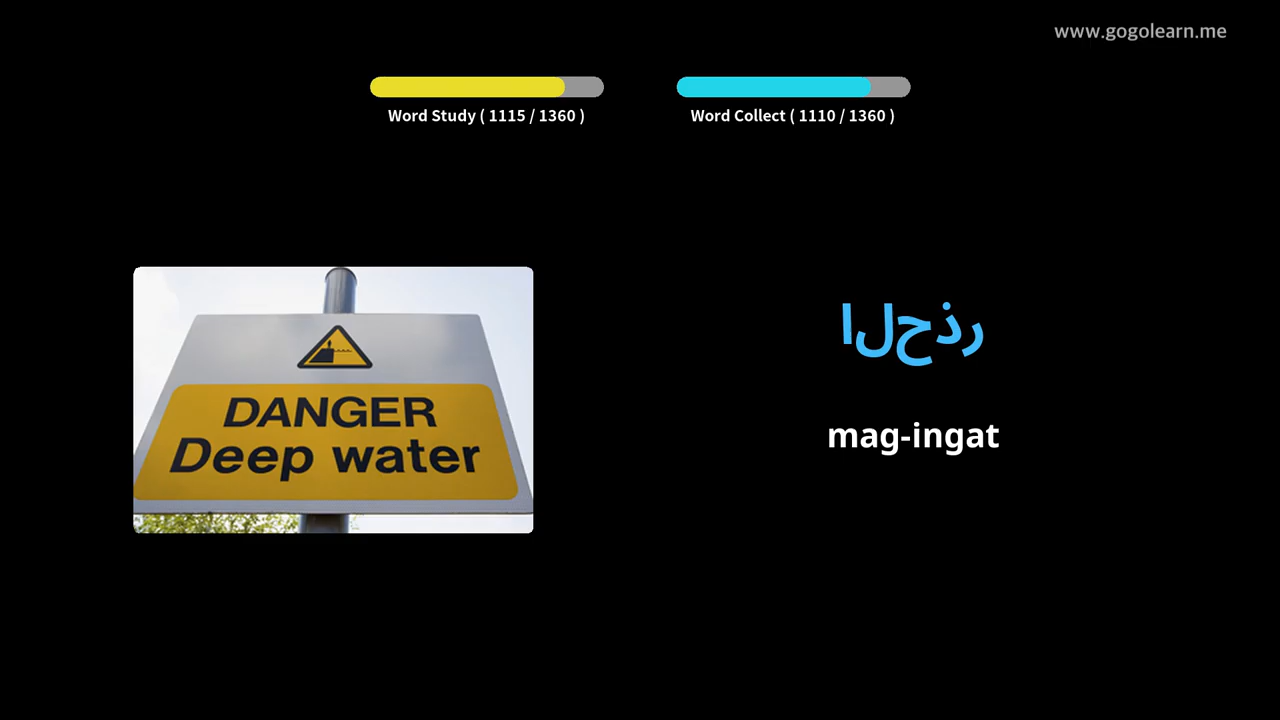 www.gogolearn.me
Word Study ( 1115 / 1360 )
Word Collect ( 1110 / 1360 )
DANGER
Deep water
الحذر
mag-ingat